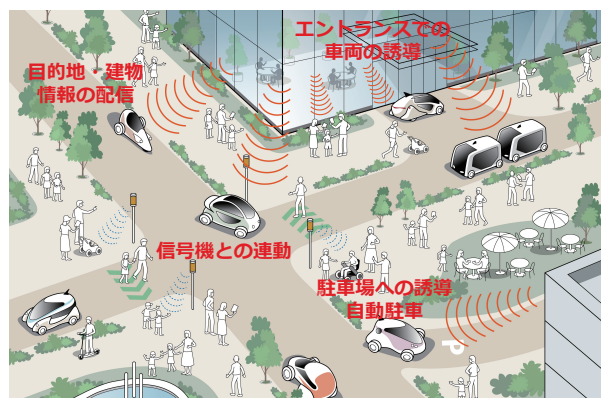 エントランスでの
車両の誘導
目的地・建物
情報の配信
信号機との連動
駐車場への誘導
自動駐車
P